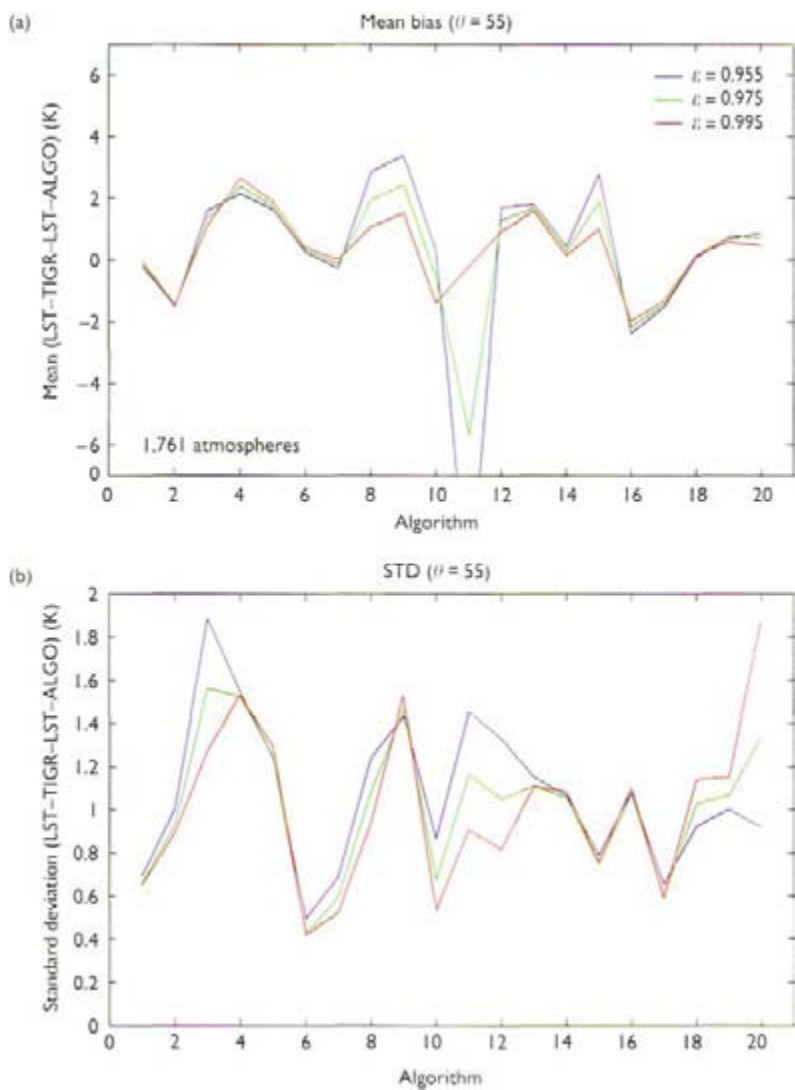 (a)
Mean bias (θ = 55)
6
4
2
0
−2
−4
−6
0
Mean (LST–TIGR–LST–ALGO) (K)
ε = 0.955
ε = 0.975
ε = 0.995
1,761 atmospheres
0 2 4 6 8 10 12 14 16 18 20
Algorithm
(b)
STD (θ = 55)
2
1.8
1.6
1.4
1.2
1
0.8
0.6
0.4
0.2
0
Standard deviation (LST–TIGR–LST–ALGO) (K)
0 2 4 6 8 10 12 14 16 18 20
Algorithm